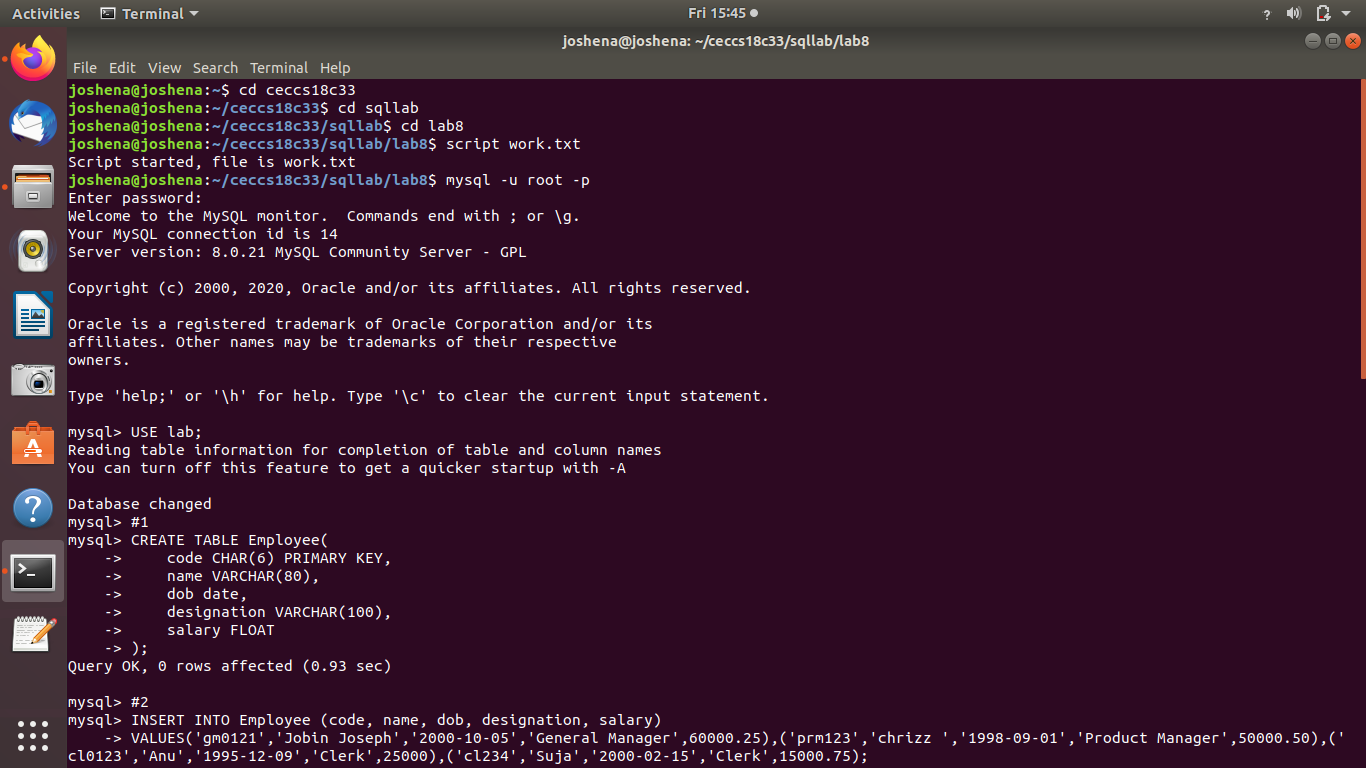 Activities Terminal Fri 15:45 ?
joshena@joshena: ~/ceccs18c33/sqllab/lab8
File Edit View Search Terminal Help
joshena@joshena:~$ cd ceccs18c33
joshena@joshena:~/ceccs18c33$ cd sqllab
joshena@joshena:~/ceccs18c33/sqllab$ cd lab8
joshena@joshena:~/ceccs18c33/sqllab/lab8$ script work.txt
Script started, file is work.txt
joshena@joshena:~/ceccs18c33/sqllab/lab8$ mysql -u root -p
Enter password:
Welcome to the MySQL monitor.  Commands end with ; or \g.
Your MySQL connection id is 14
Server version: 8.0.21 MySQL Community Server - GPL
Copyright (c) 2000, 2020, Oracle and/or its affiliates. All rights reserved.
Oracle is a registered trademark of Oracle Corporation and/or its
affiliates. Other names may be trademarks of their respective
owners.
Type 'help;' or '\h' for help. Type '\c' to clear the current input statement.
mysql> USE lab;
Reading table information for completion of table and column names
You can turn off this feature to get a quicker startup with -A
Database changed
mysql> #1
mysql> CREATE TABLE Employee(
    ->     code CHAR(6) PRIMARY KEY,
    ->     name VARCHAR(80),
    ->     dob date,
    ->     designation VARCHAR(100),
    ->     salary FLOAT
    -> );
Query OK, 0 rows affected (0.93 sec)
mysql> #2
mysql> INSERT INTO Employee (code, name, dob, designation, salary)
    -> VALUES('gm0121','Jobin Joseph','2000-10-05','General Manager',60000.25),('prm123','chrizz ','1998-09-01','Product Manager',50000.50),('
cl0123','Anu','1995-12-09','Clerk',25000),('cl234','Suja','2000-02-15','Clerk',15000.75);